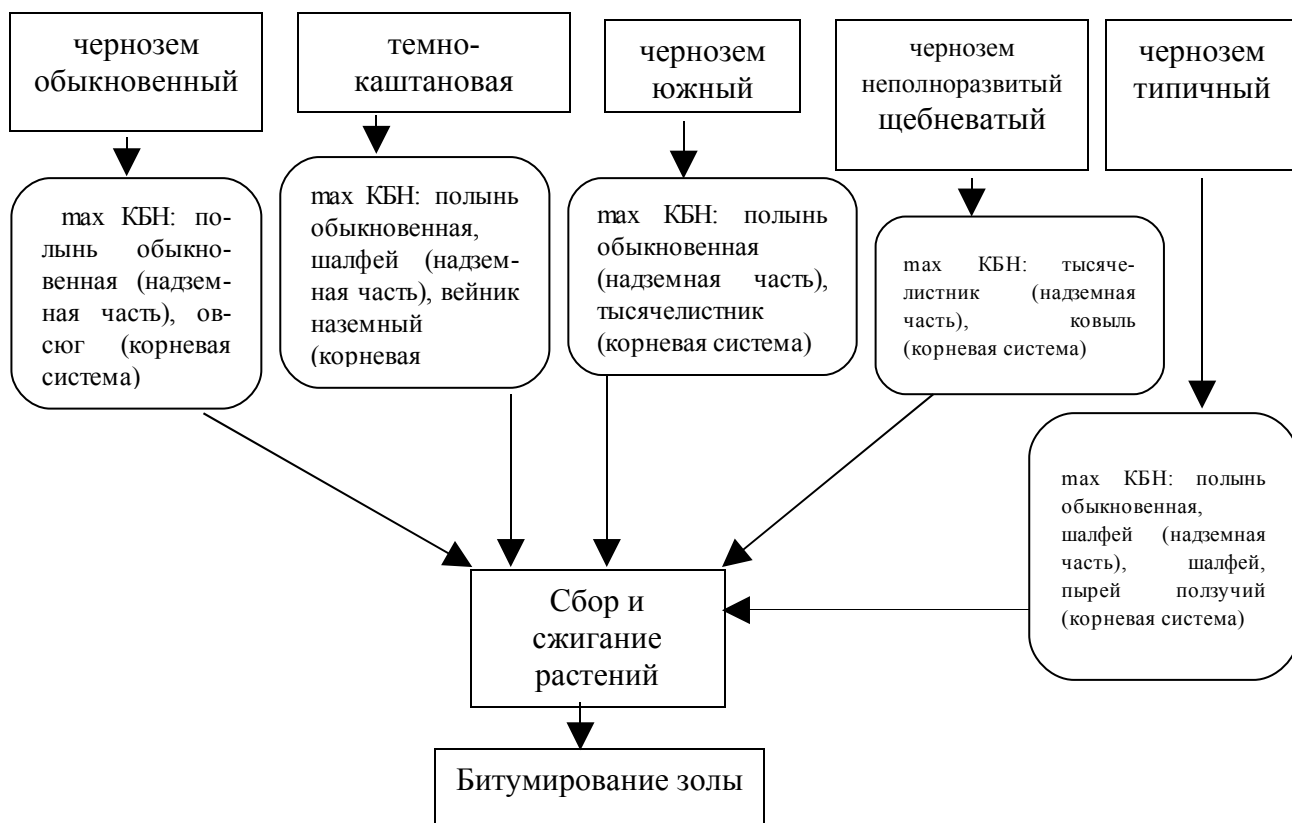 чернозем
обыкновенный
темно-
каштановая
чернозем
южный
чернозем
неполноразвитый
щебневатый
чернозем
типичный
max КБН: по-
лынь обыкно-
венная (надзем-
ная часть), ов-
сюг (корневая
система)
max КБН: полынь
обыкновенная,
шалфей (надзем-
ная часть), вейник
наземный
(корневая
max КБН: полынь
обыкновенная
(надземная часть),
тысячелистник
(корневая система)
max КБН: тысяче-
листник (надземная
часть), ковыль
(корневая система)
max КБН: полынь
обыкновенная,
шалфей (надземная
часть), шалфей,
пырей ползучий
(корневая система)
Сбор и
сжигание
растений
Битумирование золы